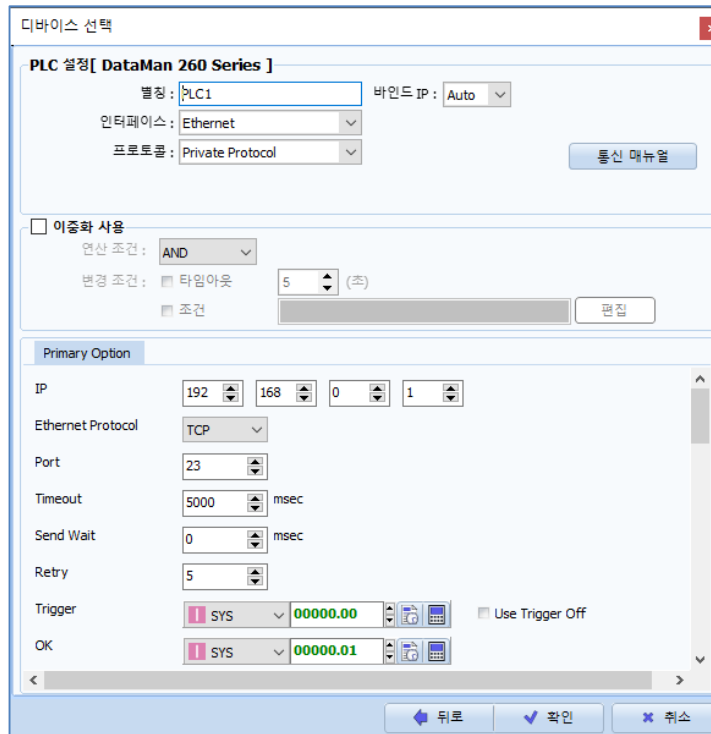 디바이스 선택
PLC 설정[ DataMan 260 Series ]
별칭 : PLC1 바인드 IP : Auto
인터페이스 : Ethernet
프로토콜 : Private Protocol
통신 매뉴얼
이중화 사용
연산 조건 : AND
변경 조건 : 타임아웃 5 (초)
조건 편집
Primary Option
IP 192 168 0 1
Ethernet Protocol TCP
Port 23
Timeout 5000 msec
Send Wait 0 msec
Retry 5
Trigger I SYS 00000.00 Use Trigger Off
OK I SYS 00000.01
뒤로 확인 취소